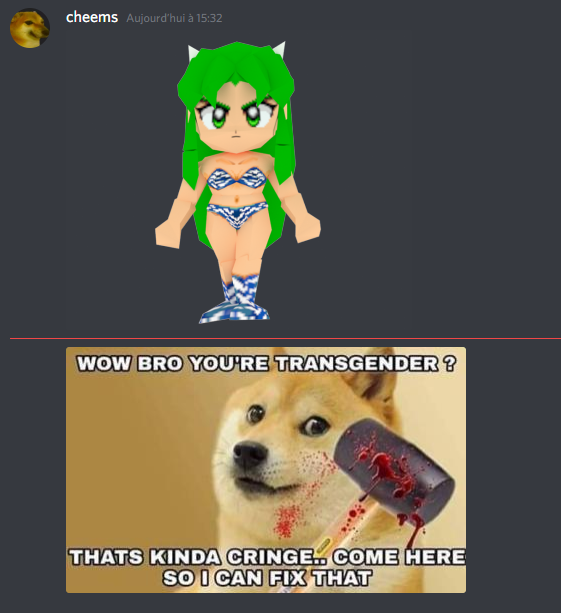 cheems Aujourd'hui à 15:32
WOW BRO YOU'RE TRANSGENDER ?
THATS KINDA CRINGE.. COME HERE
SO I CAN FIX THAT